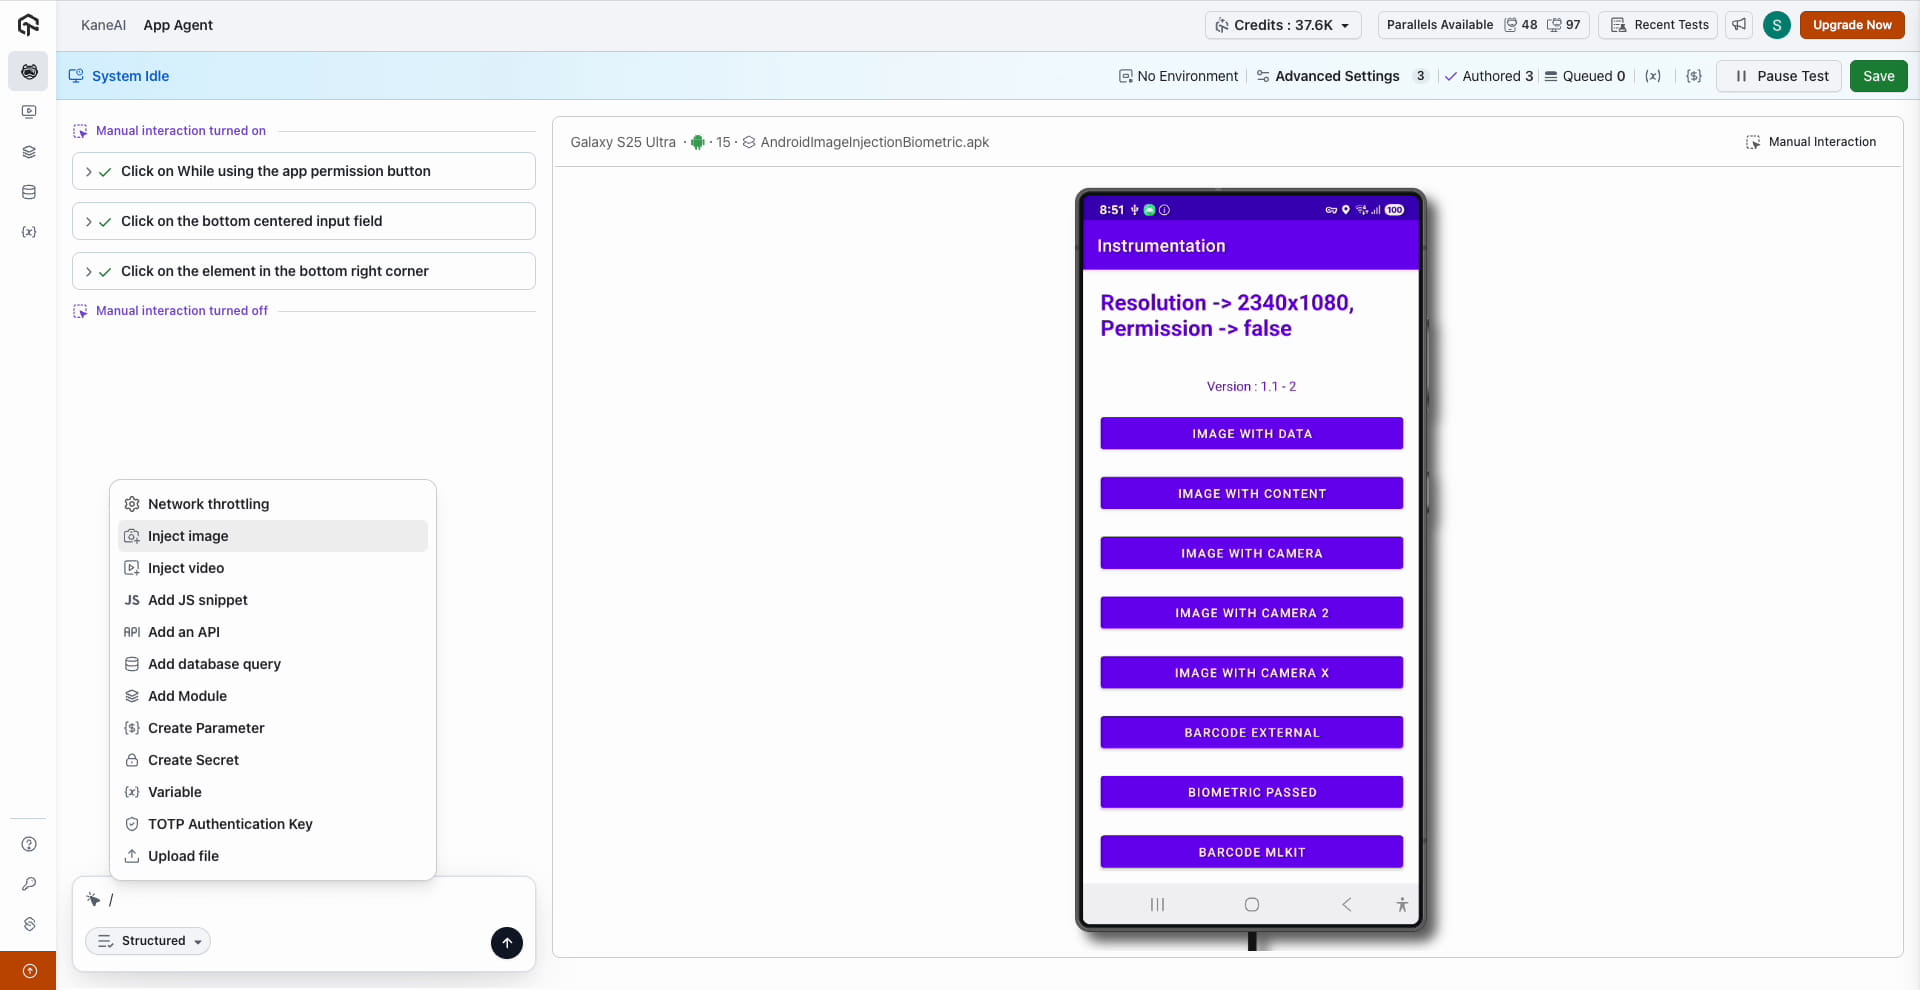 KaneAI
App Agent
Credits : 37.6K
Parallels Available 48 97
Recent Tests
S
Upgrade Now
System Idle
No Environment
Advanced Settings 3
Authored 3
Queued 0
(x)
{$}
Pause Test
Save
{x}
Manual interaction turned on
Click on While using the app permission button
Click on the bottom centered input field
Click on the element in the bottom right corner
Manual interaction turned off
Network throttling
Inject image
Inject video
JS Add JS snippet
API Add an API
Add database query
Add Module
{$} Create Parameter
Create Secret
{x} Variable
TOTP Authentication Key
Upload file
/
Structured
Galaxy S25 Ultra · 15 · AndroidImageInjectionBiometric.apk
Manual Interaction
8:51
100
Instrumentation
Resolution -> 2340x1080,
Permission -> false
Version : 1.1 - 2
IMAGE WITH DATA
IMAGE WITH CONTENT
IMAGE WITH CAMERA
IMAGE WITH CAMERA 2
IMAGE WITH CAMERA X
BARCODE EXTERNAL
BIOMETRIC PASSED
BARCODE MLKIT